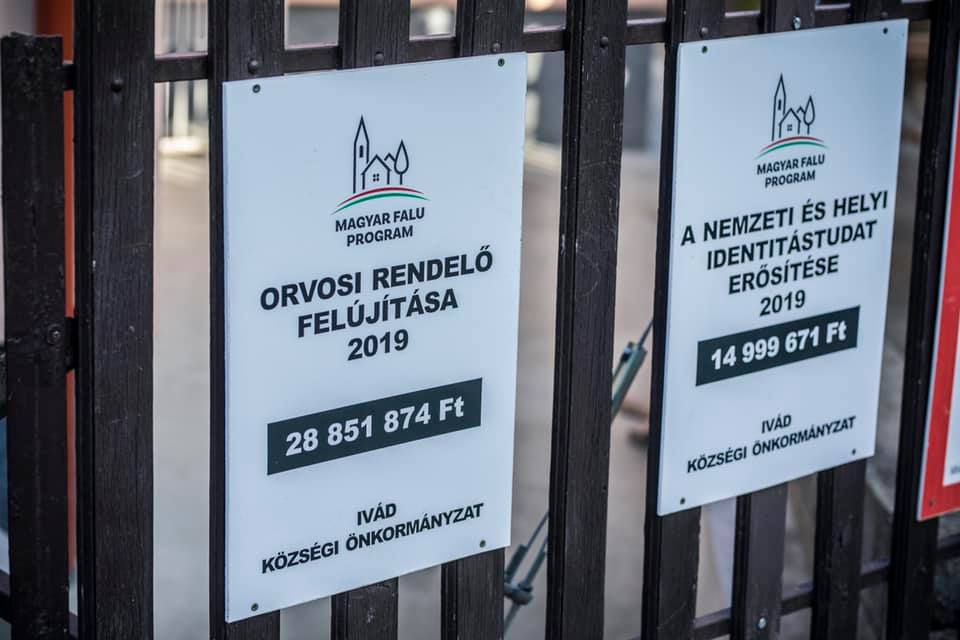 MAGYAR FALU
PROGRAM
ORVOSI RENDELŐ
FELÚJÍTÁSA
2019
28 851 874 Ft
IVÁD
KÖZSÉGI ÖNKORMÁNYZAT
MAGYAR FALU
PROGRAM
A NEMZETI ÉS HELYI
IDENTITÁSTUDAT
ERŐSÍTÉSE
2019
14 999 671 Ft
IVÁD
KÖZSÉGI ÖNKORMÁNYZAT